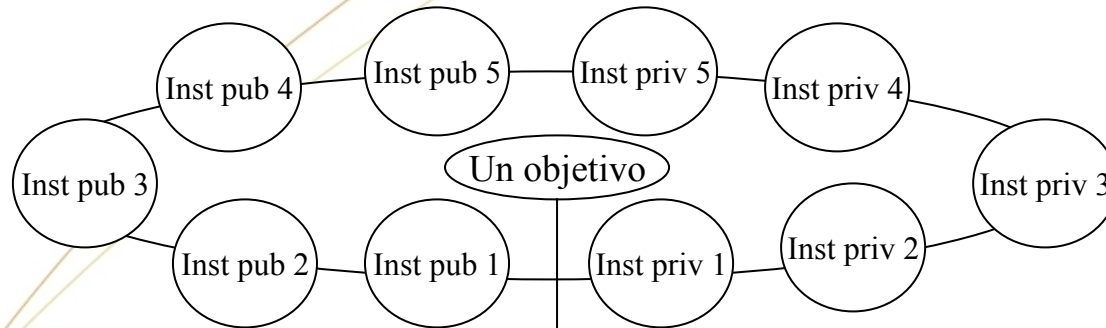 Inst pub 4
Inst pub 5
Inst priv 5
Inst priv 4
Un objetivo
Inst pub 3
Inst priv 3
Inst pub 2
Inst pub 1
Inst priv 1
Inst priv 2